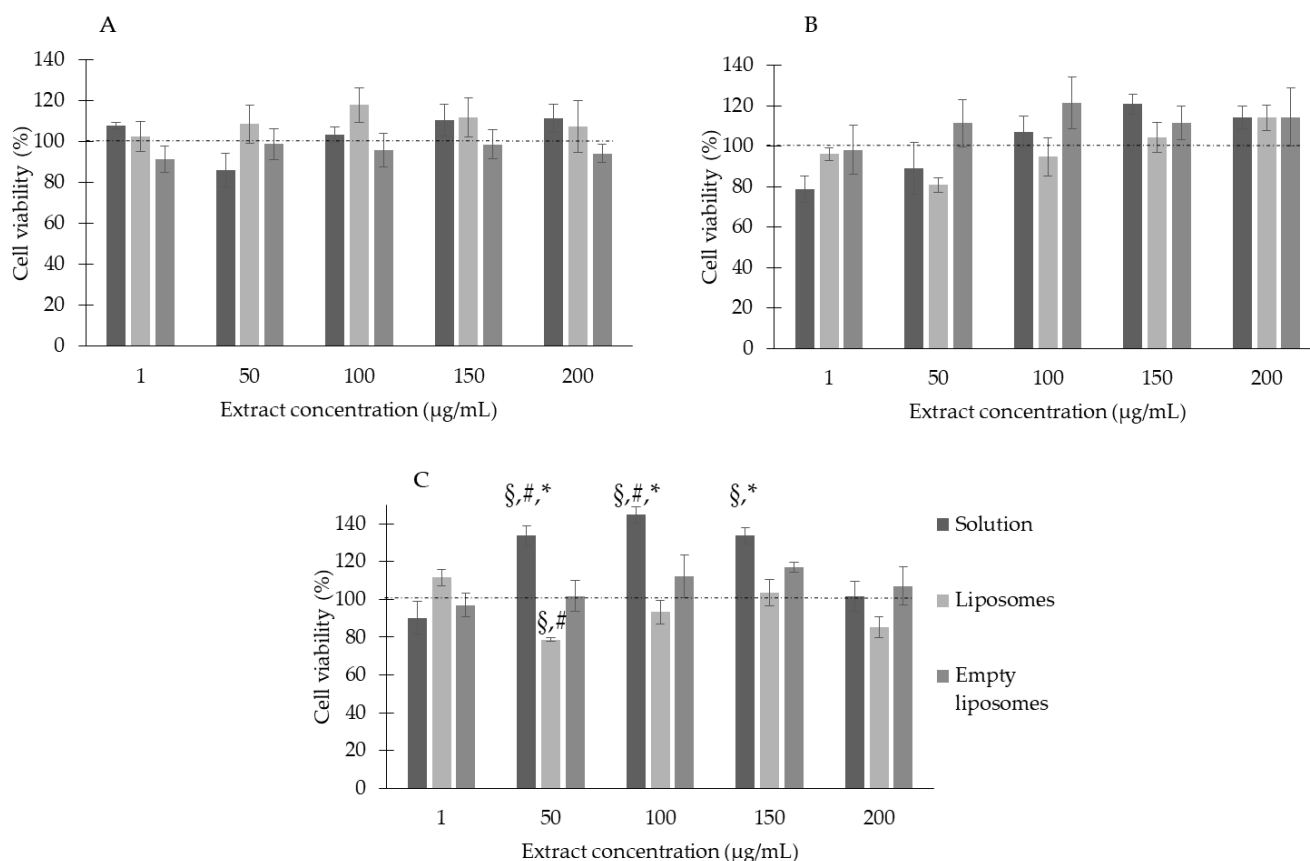 A
Cell viability (%)
140
120
100
80
60
40
20
0
1 50 100 150 200
Extract concentration (µg/mL)
B
Cell viability (%)
140
120
100
80
60
40
20
0
1 50 100 150 200
Extract concentration (µg/mL)
C
§,#,* §,#,* §,*
§,#
Cell viability (%)
140
120
100
80
60
40
20
0
1 50 100 150 200
Extract concentration (µg/mL)
Solution
Liposomes
Empty
liposomes